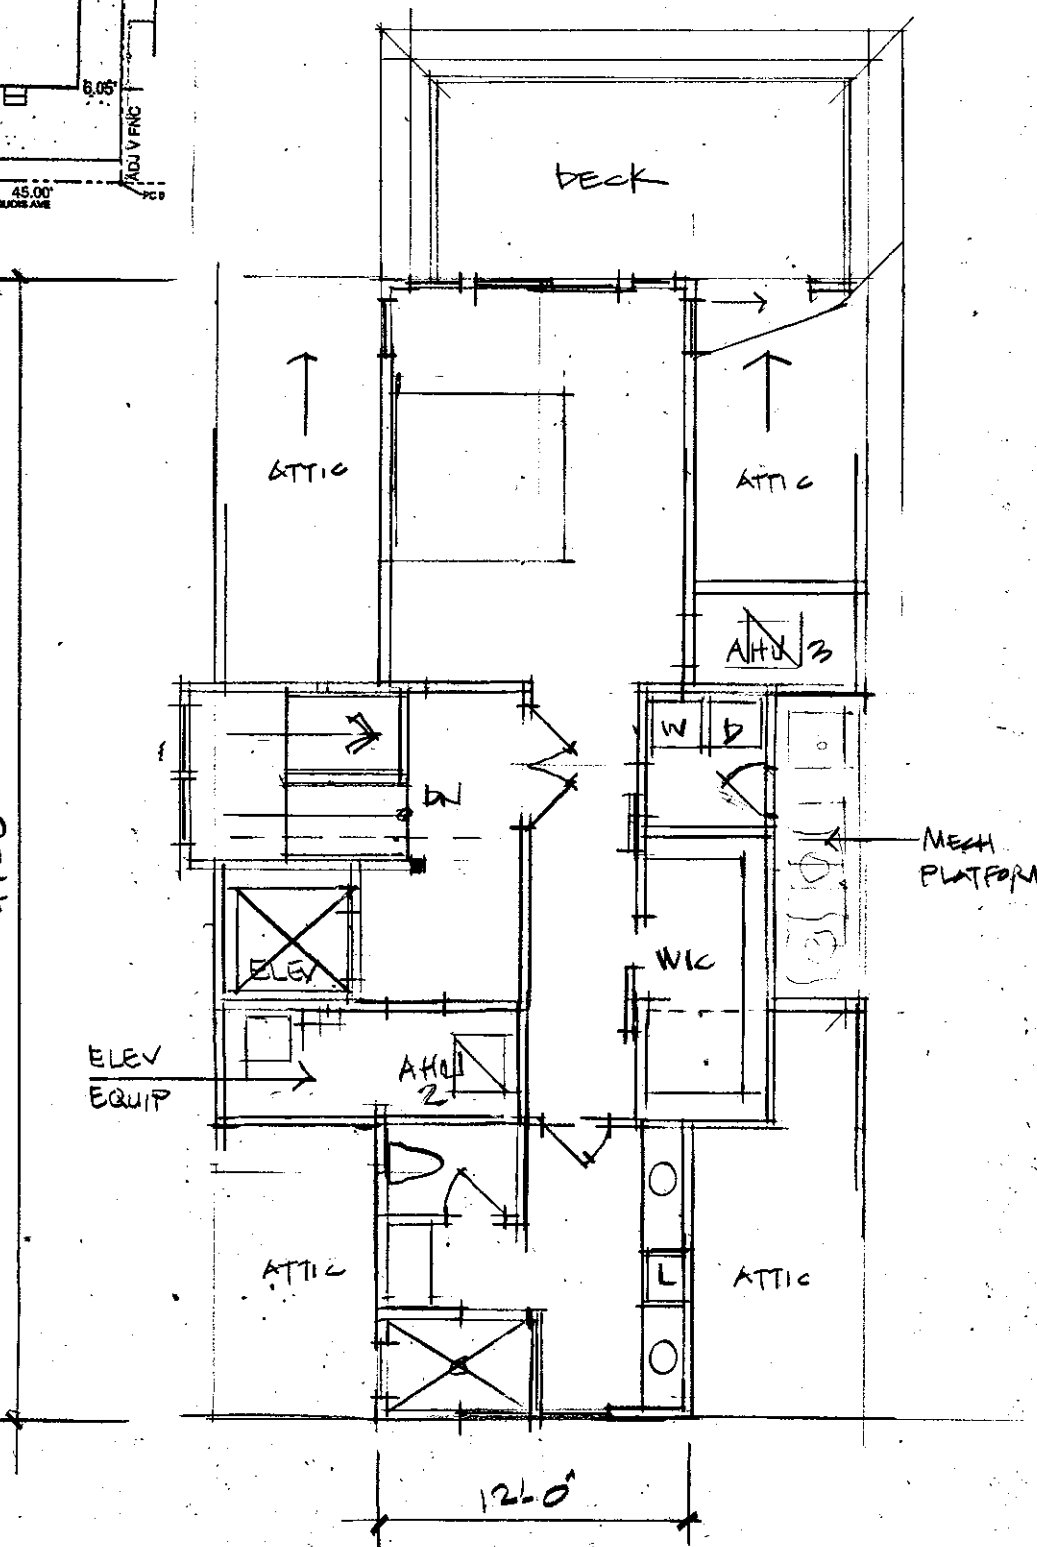 6.05'
ADJ V FNC
45.00'
DECK
ATTIC
ATTIC
AHU 3
W D
DN
MECH
PLATFORM
ELEV
WIC
ELEV
EQUIP
AHU
2
ATTIC
L
ATTIC
12'-0"